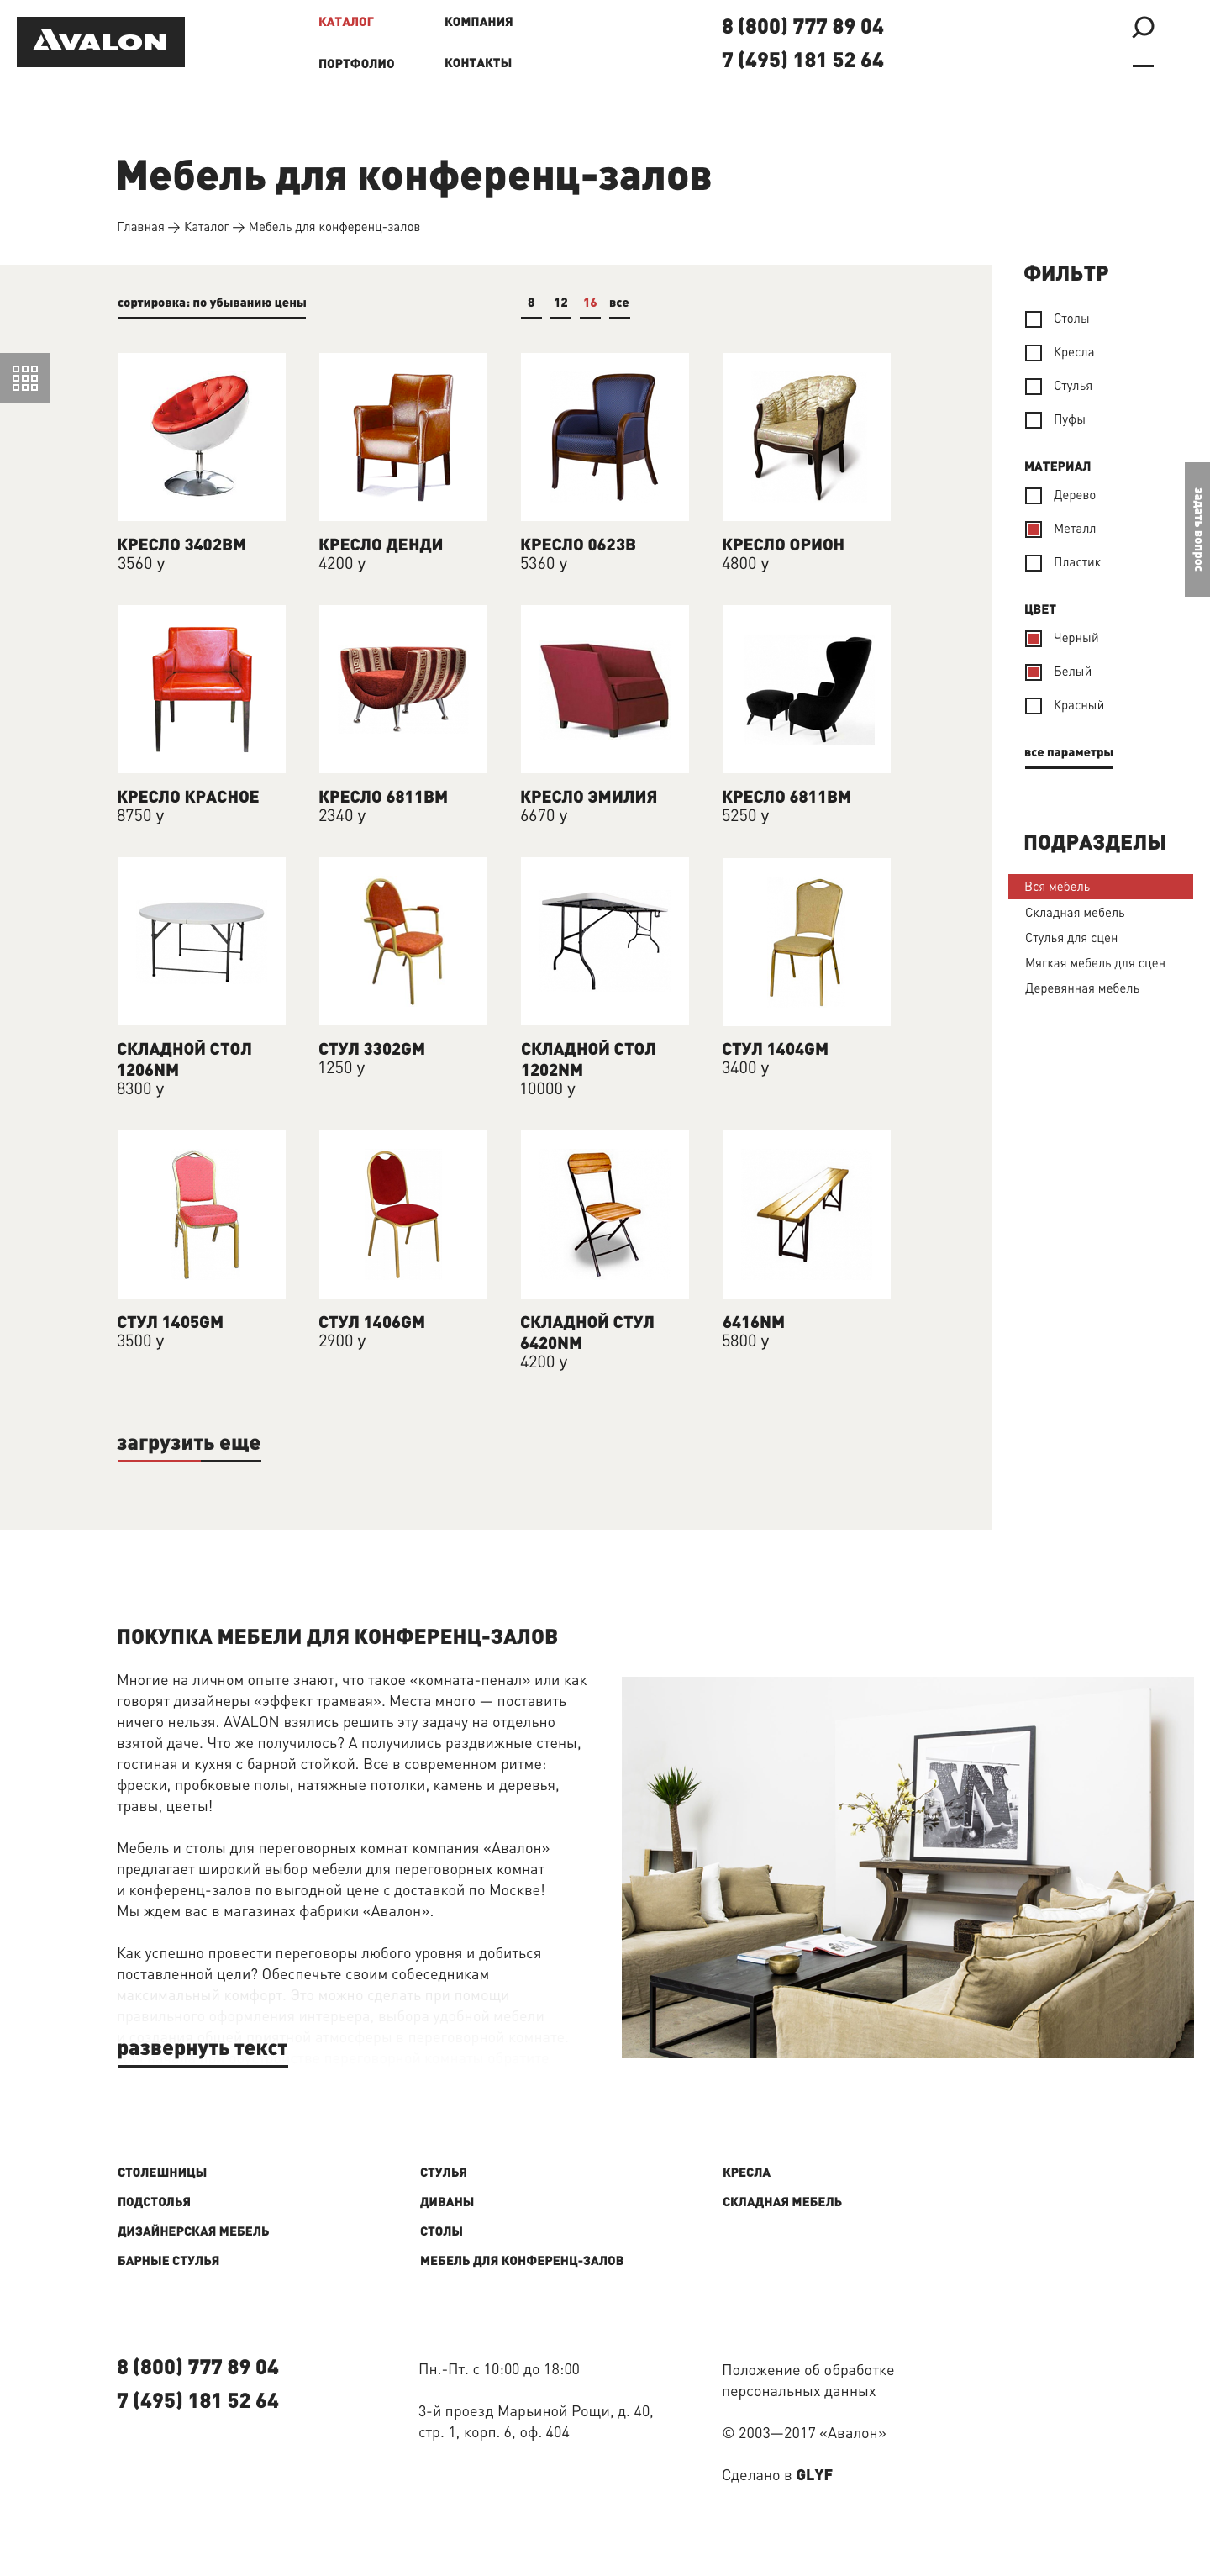 AVALON
КАТАЛОГ
КОМПАНИЯ
ПОРТФОЛИО
КОНТАКТЫ
8 (800) 777 89 04
7 (495) 181 52 64
Мебель для конференц-залов
Главная → Каталог → Мебель для конференц-залов
сортировка: по убыванию цены
8 12 16 все
КРЕСЛО 3402BM
3560 у
КРЕСЛО ДЕНДИ
4200 у
КРЕСЛО 0623B
5360 у
КРЕСЛО ОРИОН
4800 у
КРЕСЛО КРАСНОЕ
8750 у
КРЕСЛО 6811BM
2340 у
КРЕСЛО ЭМИЛИЯ
6670 у
КРЕСЛО 6811BM
5250 у
СКЛАДНОЙ СТОЛ
1206NM
8300 у
СТУЛ 3302GM
1250 у
СКЛАДНОЙ СТОЛ
1202NM
10000 у
СТУЛ 1404GM
3400 у
СТУЛ 1405GM
3500 у
СТУЛ 1406GM
2900 у
СКЛАДНОЙ СТУЛ
6420NM
4200 у
6416NM
5800 у
загрузить еще
ФИЛЬТР
Столы
Кресла
Стулья
Пуфы
МАТЕРИАЛ
Дерево
Металл
Пластик
ЦВЕТ
Черный
Белый
Красный
все параметры
задать вопрос
ПОДРАЗДЕЛЫ
Вся мебель
Складная мебель
Стулья для сцен
Мягкая мебель для сцен
Деревянная мебель
ПОКУПКА МЕБЕЛИ ДЛЯ КОНФЕРЕНЦ-ЗАЛОВ
Многие на личном опыте знают, что такое «комната-пенал» или как
говорят дизайнеры «эффект трамвая». Места много — поставить
ничего нельзя. AVALON взялись решить эту задачу на отдельно
взятой даче. Что же получилось? А получились раздвижные стены,
гостиная и кухня с барной стойкой. Все в современном ритме:
фрески, пробковые полы, натяжные потолки, камень и деревья,
травы, цветы!
Мебель и столы для переговорных комнат компания «Авалон»
предлагает широкий выбор мебели для переговорных комнат
и конференц-залов по выгодной цене с доставкой по Москве!
Мы ждем вас в магазинах фабрики «Авалон».
Как успешно провести переговоры любого уровня и добиться
поставленной цели? Обеспечьте своим собеседникам
максимальный комфорт. Это можно сделать при помощи
правильного оформления интерьера, выбора удобной мебели
развернуть текст
СТОЛЕШНИЦЫ
ПОДСТОЛЬЯ
ДИЗАЙНЕРСКАЯ МЕБЕЛЬ
БАРНЫЕ СТУЛЬЯ
СТУЛЬЯ
ДИВАНЫ
СТОЛЫ
МЕБЕЛЬ ДЛЯ КОНФЕРЕНЦ-ЗАЛОВ
КРЕСЛА
СКЛАДНАЯ МЕБЕЛЬ
8 (800) 777 89 04
7 (495) 181 52 64
Пн.-Пт. с 10:00 до 18:00
3-й проезд Марьиной Рощи, д. 40,
стр. 1, корп. 6, оф. 404
Положение об обработке
персональных данных
© 2003—2017 «Авалон»
Сделано в GLYF